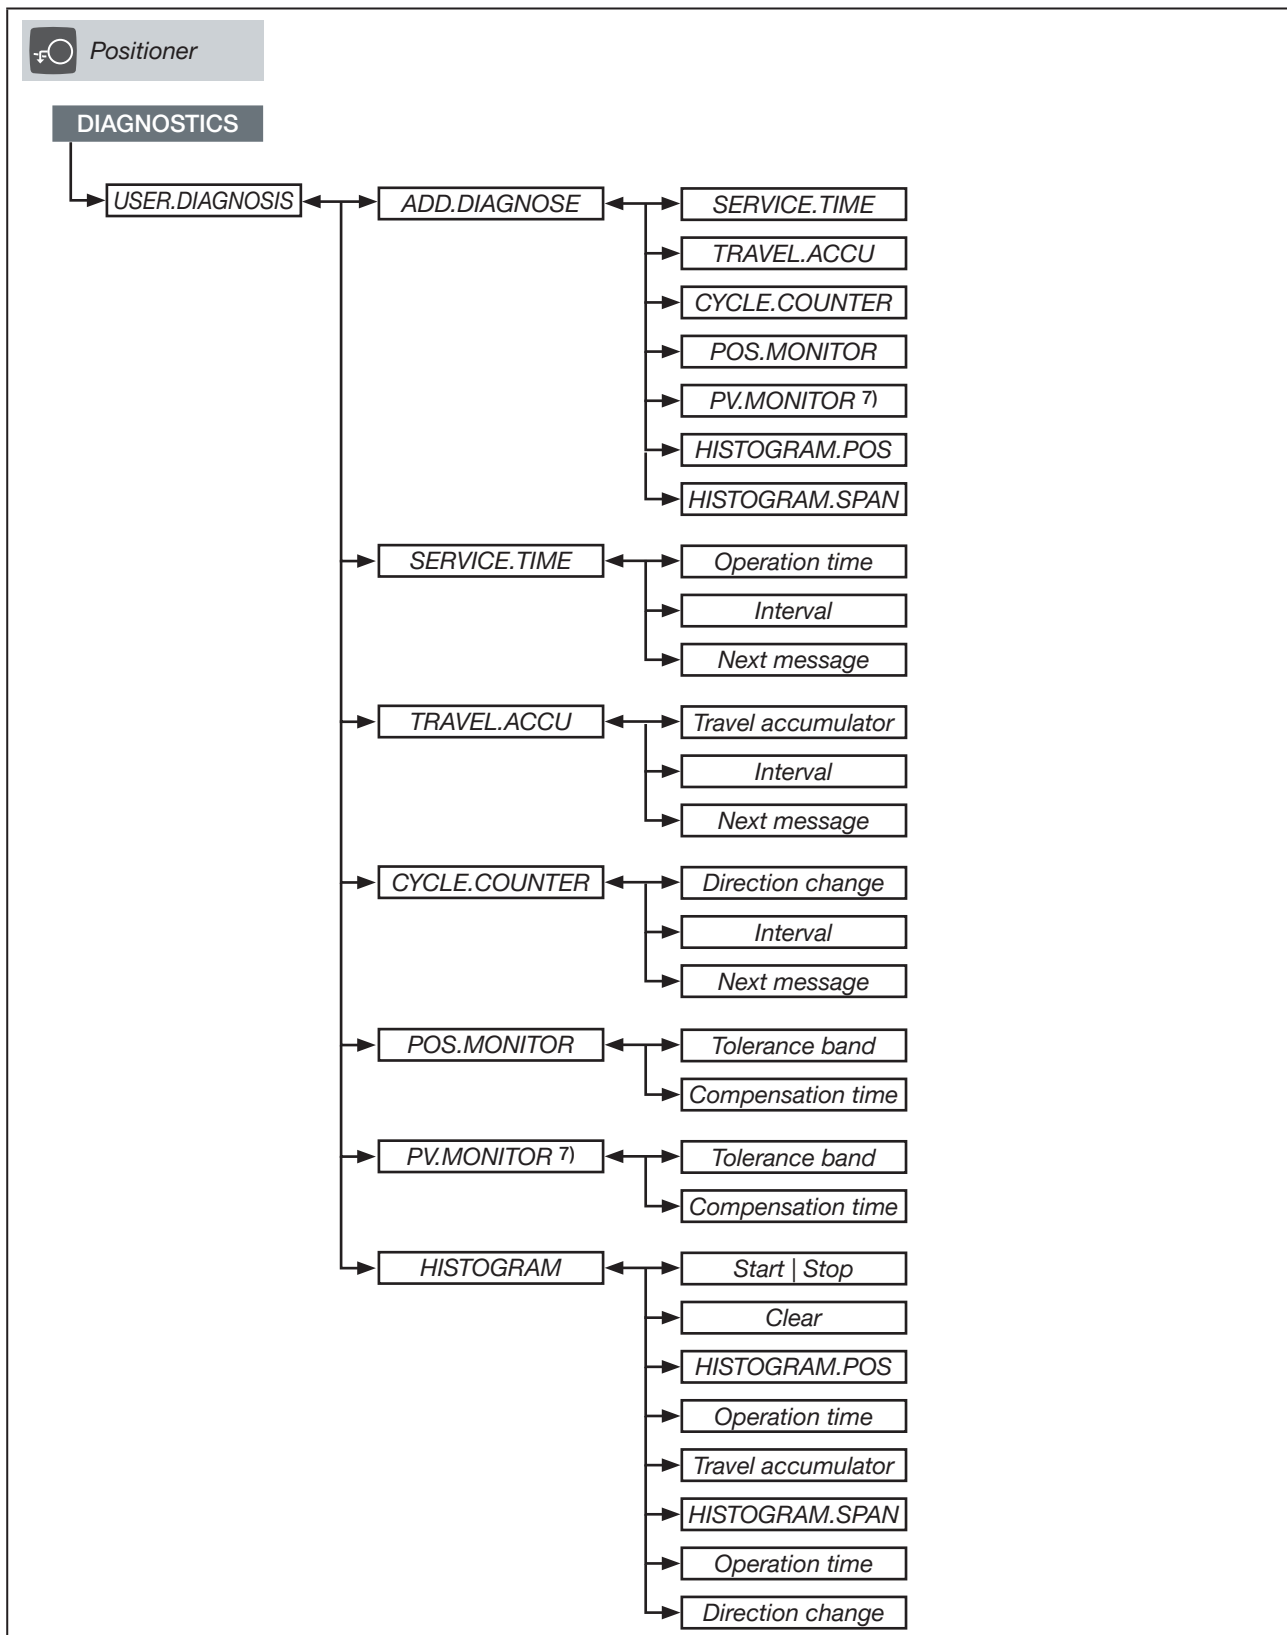 Positioner
DIAGNOSTICS
USER.DIAGNOSIS
ADD.DIAGNOSE
SERVICE.TIME
TRAVEL.ACCU
CYCLE.COUNTER
POS.MONITOR
PV.MONITOR 7)
HISTOGRAM.POS
HISTOGRAM.SPAN
SERVICE.TIME
Operation time
Interval
Next message
TRAVEL.ACCU
Travel accumulator
Interval
Next message
CYCLE.COUNTER
Direction change
Interval
Next message
POS.MONITOR
Tolerance band
Compensation time
PV.MONITOR 7)
Tolerance band
Compensation time
HISTOGRAM
Start | Stop
Clear
HISTOGRAM.POS
Operation time
Travel accumulator
HISTOGRAM.SPAN
Operation time
Direction change